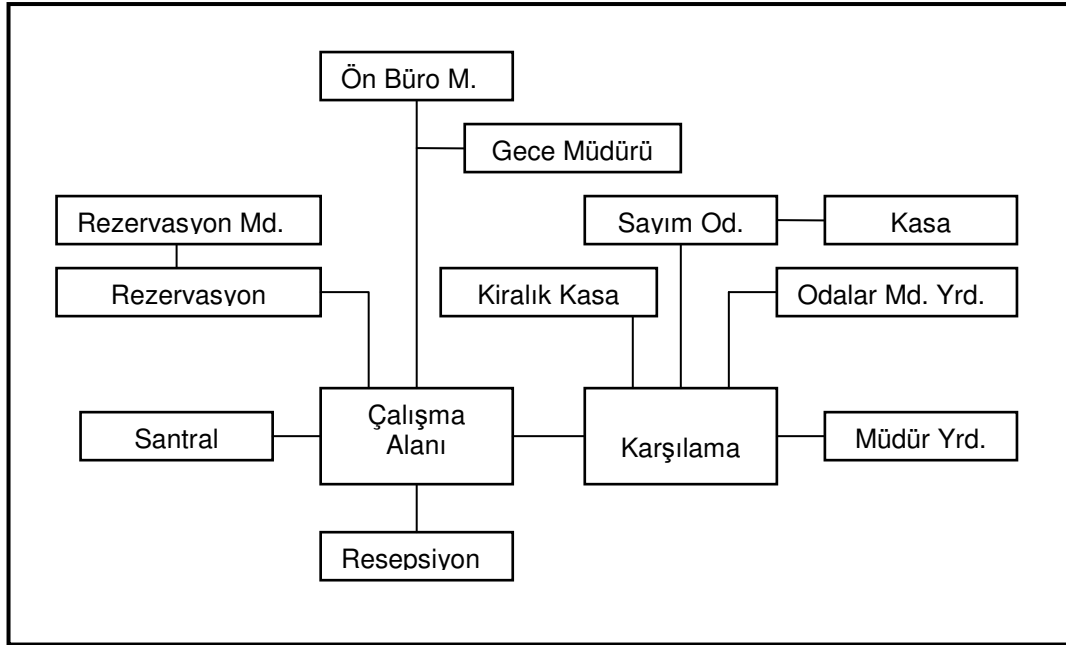 Ön Büro M.
Gece Müdürü
Rezervasyon Md.
Sayım Od.
Kasa
Rezervasyon
Kiralık Kasa
Odalar Md. Yrd.
Santral
Çalışma
Alanı
Karşılama
Müdür Yrd.
Resepsiyon